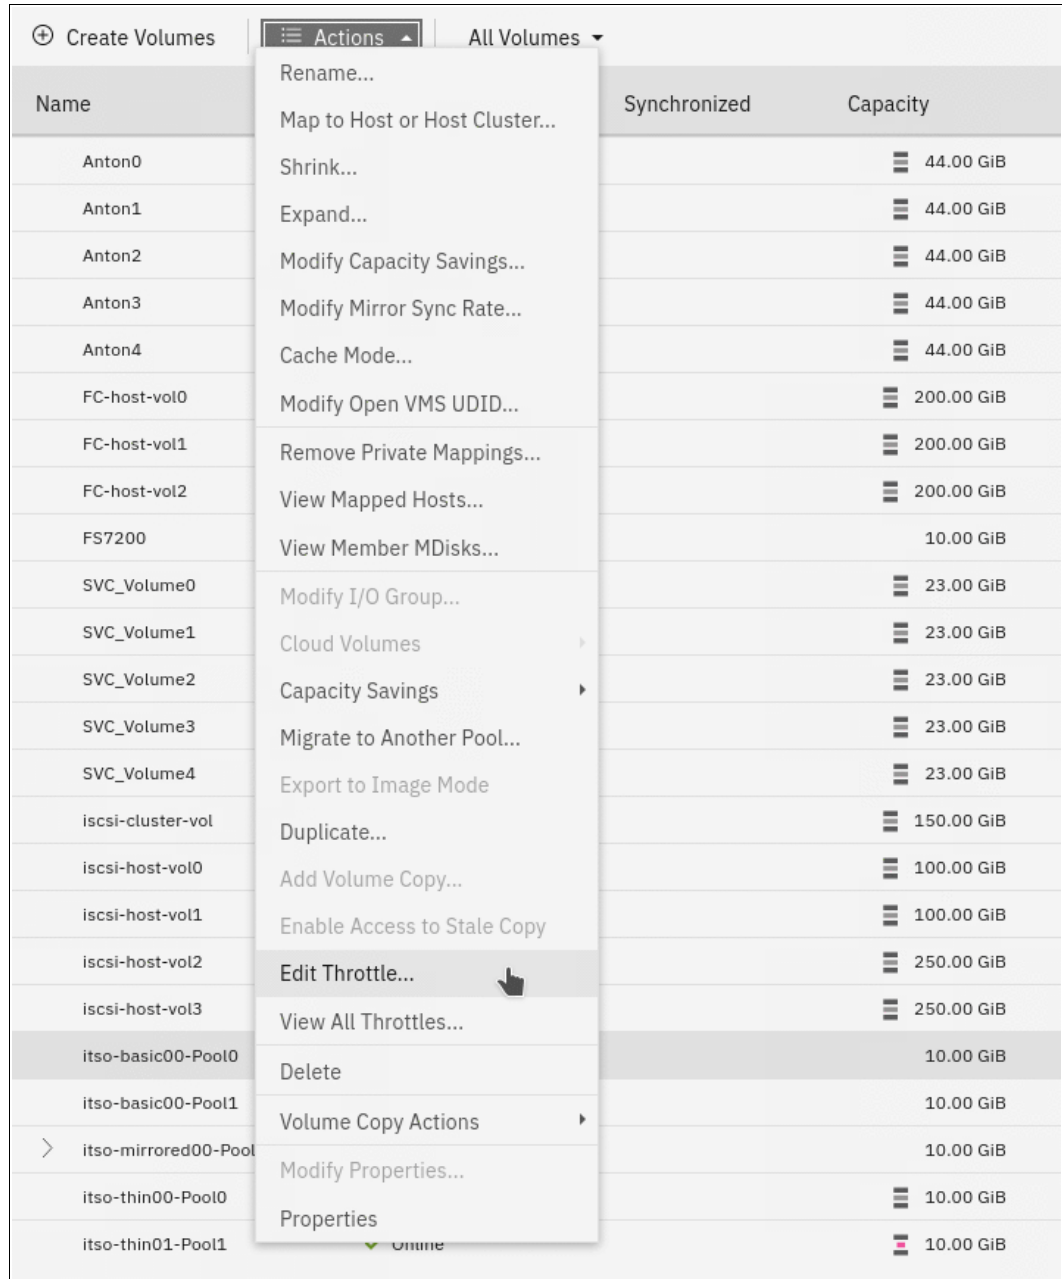 Create Volumes Actions All Volumes
Name Synchronized Capacity
Rename...
Map to Host or Host Cluster...
Shrink...
Expand...
Modify Capacity Savings...
Modify Mirror Sync Rate...
Cache Mode...
Modify Open VMS UDID...
Remove Private Mappings...
View Mapped Hosts...
View Member MDisks...
Modify I/O Group...
Cloud Volumes
Capacity Savings
Migrate to Another Pool...
Export to Image Mode
Duplicate...
Add Volume Copy...
Enable Access to Stale Copy
Edit Throttle...
View All Throttles...
Delete
Volume Copy Actions
Modify Properties...
Properties
Anton0 44.00 GiB
Anton1 44.00 GiB
Anton2 44.00 GiB
Anton3 44.00 GiB
Anton4 44.00 GiB
FC-host-vol0 200.00 GiB
FC-host-vol1 200.00 GiB
FC-host-vol2 200.00 GiB
FS7200 10.00 GiB
SVC_Volume0 23.00 GiB
SVC_Volume1 23.00 GiB
SVC_Volume2 23.00 GiB
SVC_Volume3 23.00 GiB
SVC_Volume4 23.00 GiB
iscsi-cluster-vol 150.00 GiB
iscsi-host-vol0 100.00 GiB
iscsi-host-vol1 100.00 GiB
iscsi-host-vol2 250.00 GiB
iscsi-host-vol3 250.00 GiB
itso-basic00-Pool0 10.00 GiB
itso-basic00-Pool1 10.00 GiB
itso-mirrored00-Pool 10.00 GiB
itso-thin00-Pool0 10.00 GiB
itso-thin01-Pool1 Online 10.00 GiB